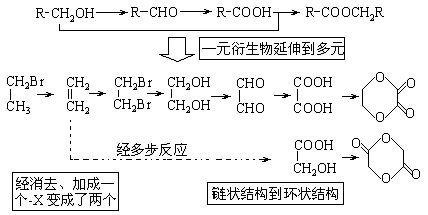 R-CH₂OH → R-CHO → R-COOH → R-COOCH₂R
一元衍生物延伸到多元
CH₂Br CH₂ CH₂Br CH₂OH CHO COOH O O
CH₃ CH₂ CH₂Br CH₂OH CHO COOH O O
经多步反应
COOH O O
CH₂OH O O
经消去、加成一
个-X变成了两个
链状结构到环状结构